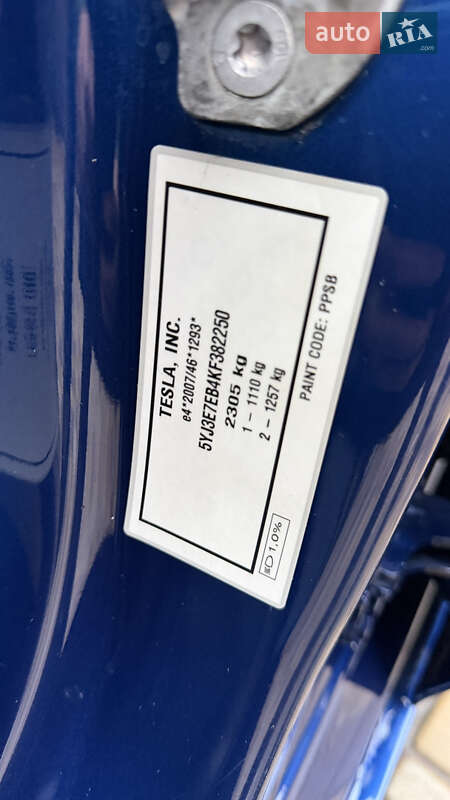 auto RIA
.com
TESLA, INC.
e4*2007/46*1293*
5YJ3E7EB4KF382250
2305 kg
1 – 1110 kg
2 – 1257 kg
PAINT CODE: PPSB
1.0%